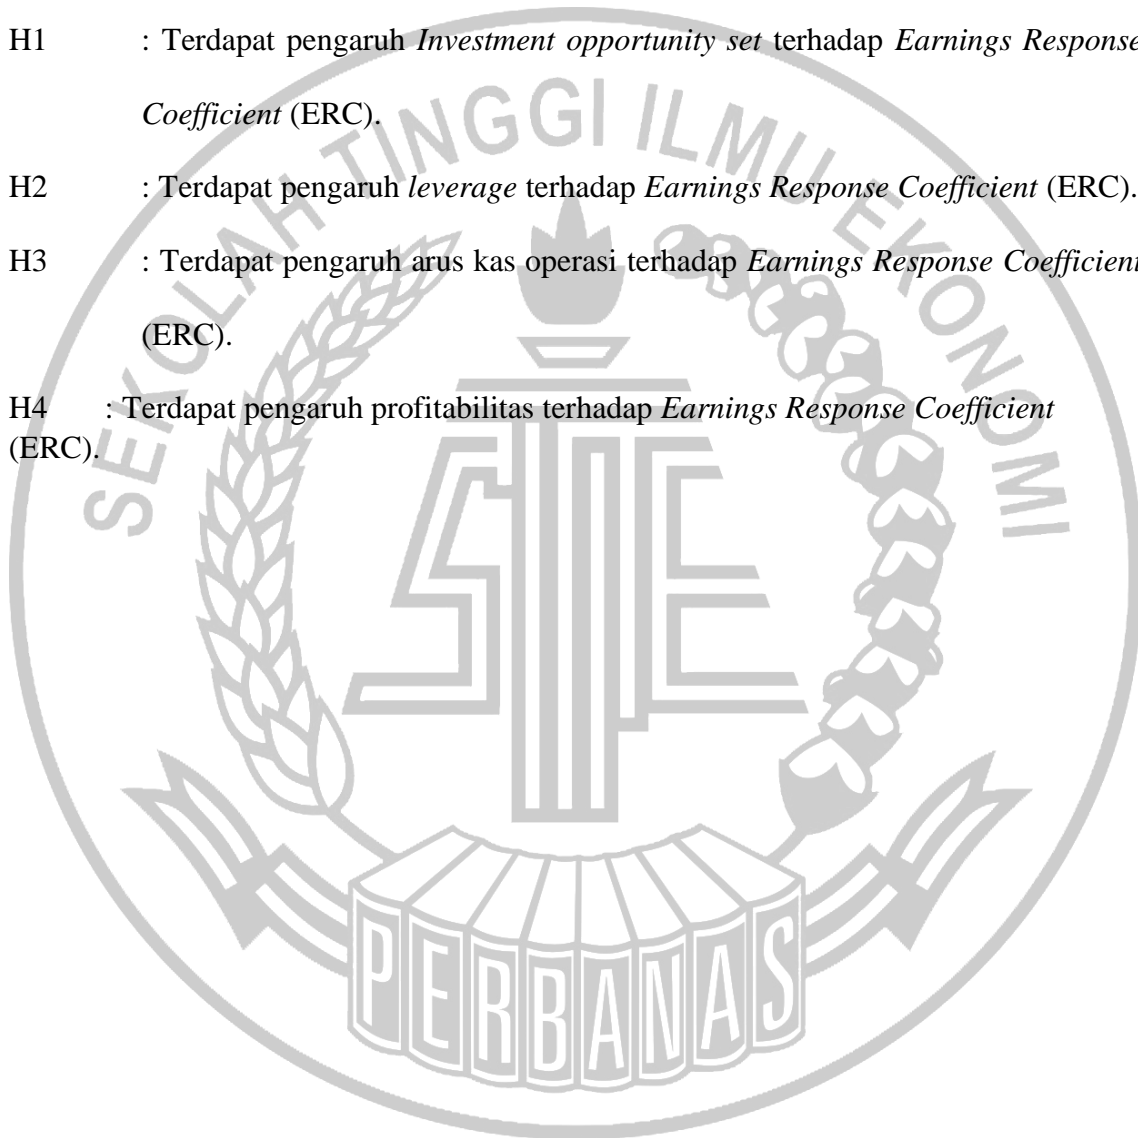 H1 : Terdapat pengaruh Investment opportunity set terhadap Earnings Response
Coefficient (ERC).
H2 : Terdapat pengaruh leverage terhadap Earnings Response Coefficient (ERC).
H3 : Terdapat pengaruh arus kas operasi terhadap Earnings Response Coefficient
(ERC).
H4 : Terdapat pengaruh profitabilitas terhadap Earnings Response Coefficient
(ERC).
SEKOLAH TINGGI ILMU EKONOMI
STIE
PERBANAS